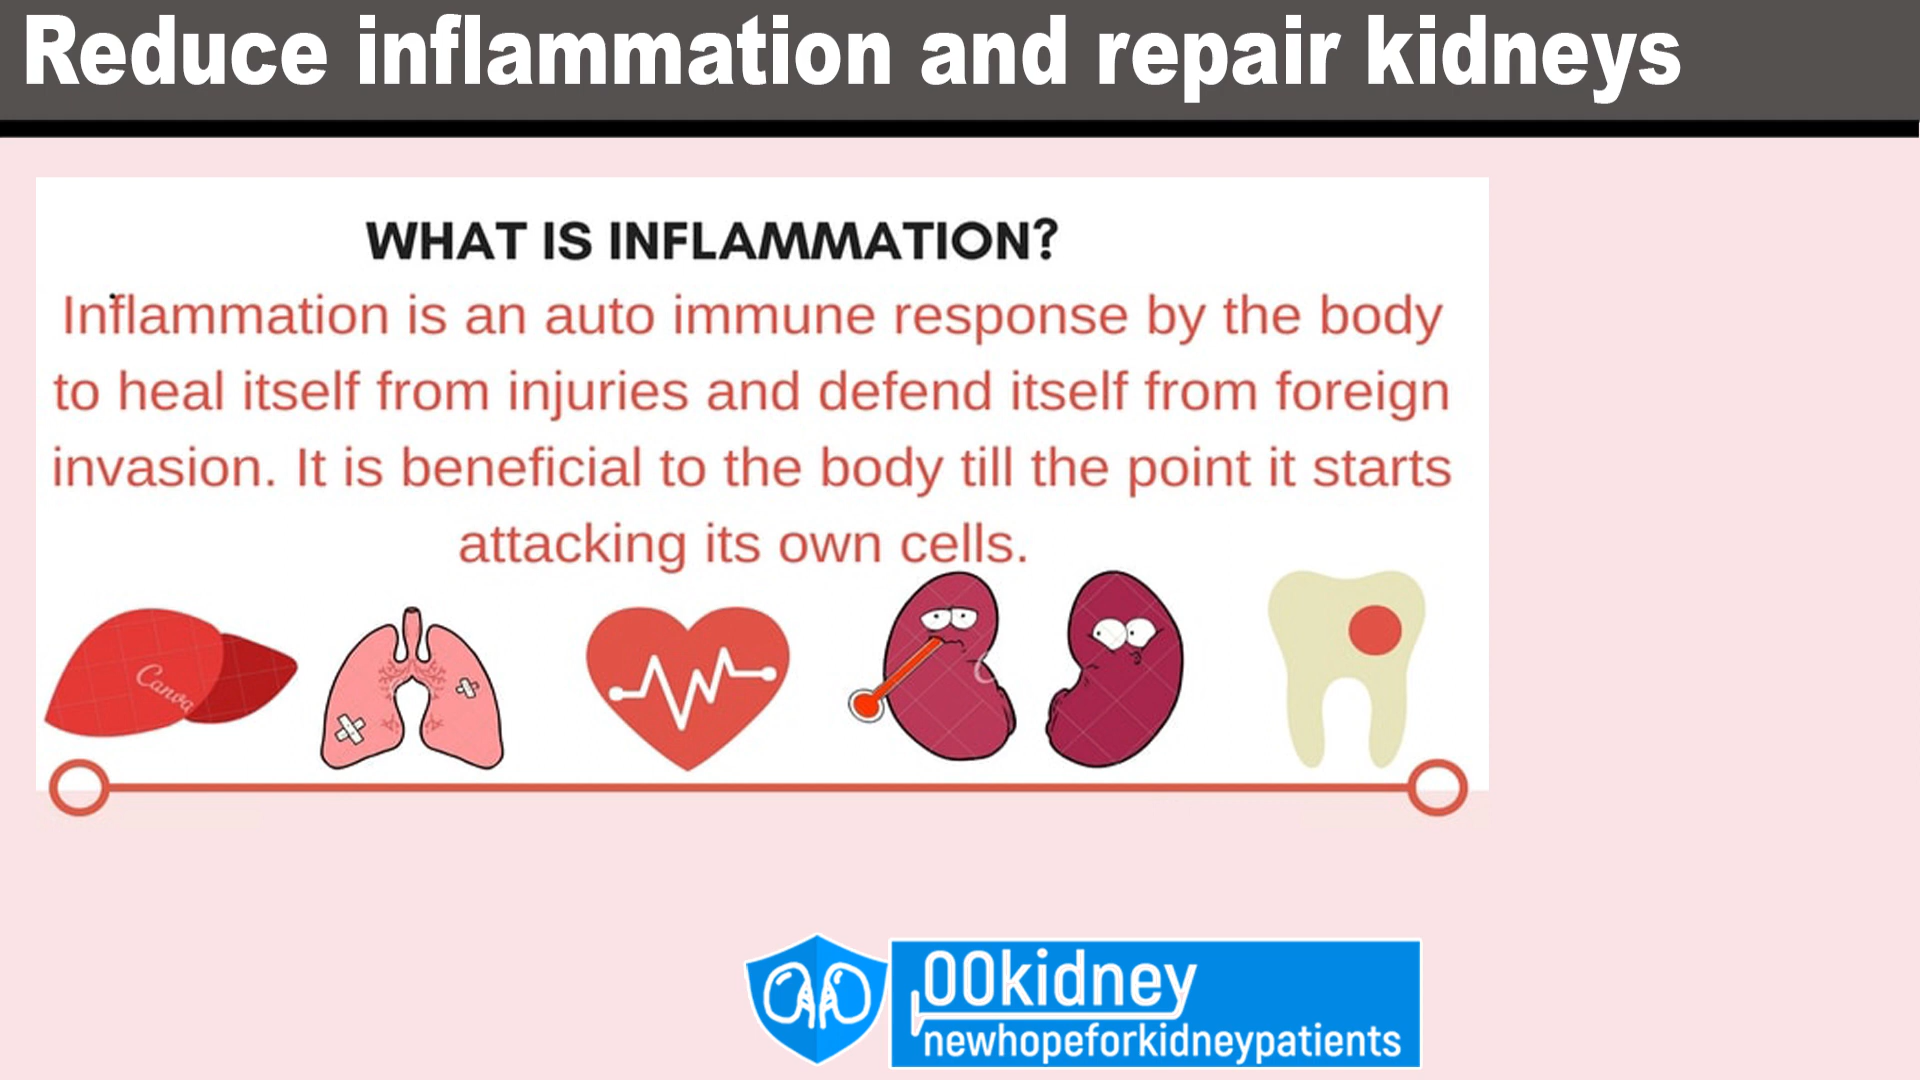 Reduce inflammation and repair kidneys
WHAT IS INFLAMMATION?
Inflammation is an auto immune response by the body
to heal itself from injuries and defend itself from foreign
invasion. It is beneficial to the body till the point it starts
attacking its own cells.
Canva
00kidney
newhopeforkidneypatients